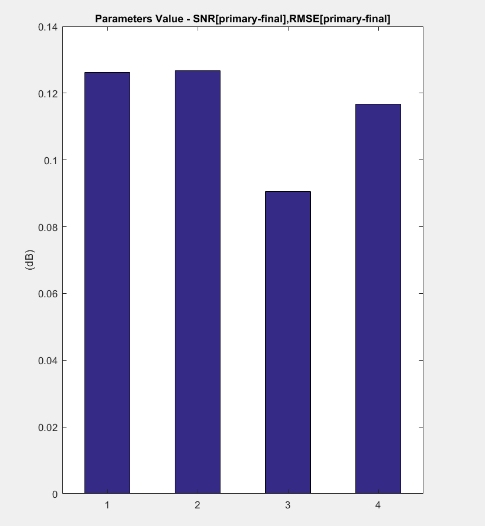 Parameters Value - SNR[primary-final],RMSE[primary-final]
0.14
0.12
0.1
0.08
0.06
0.04
0.02
0
(dB)
1 2 3 4